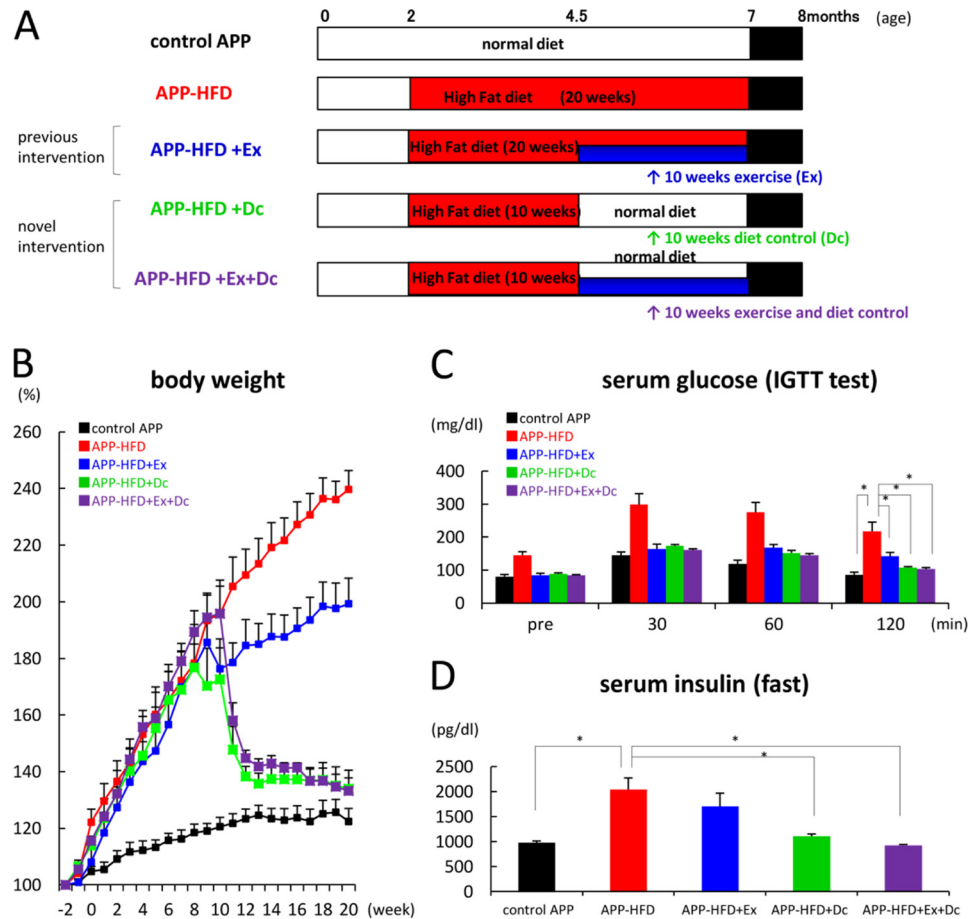 A
0 2 4.5 7 8months (age)
control APP
normal diet
APP-HFD
High Fat diet (20 weeks)
previous intervention
APP-HFD +Ex
High Fat diet (20 weeks)
↑ 10 weeks exercise (Ex)
novel intervention
APP-HFD +Dc
High Fat diet (10 weeks)
normal diet
↑ 10 weeks diet control (Dc)
normal diet
APP-HFD +Ex+Dc
High Fat diet (10 weeks)
↑ 10 weeks exercise and diet control
B
body weight
(%)
260
240
220
200
180
160
140
120
100
control APP
APP-HFD
APP-HFD+Ex
APP-HFD+Dc
APP-HFD+Ex+Dc
-2 0 2 4 6 8 10 12 14 16 18 20 (week)
C
serum glucose (IGTT test)
(mg/dl)
control APP
APP-HFD
APP-HFD+Ex
APP-HFD+Dc
APP-HFD+Ex+Dc
400
300
200
100
0
* * * *
pre 30 60 120 (min)
D
serum insulin (fast)
(pg/dl)
2500
2000
1500
1000
500
0
* * *
control APP APP-HFD APP-HFD+Ex APP-HFD+Dc APP-HFD+Ex+Dc